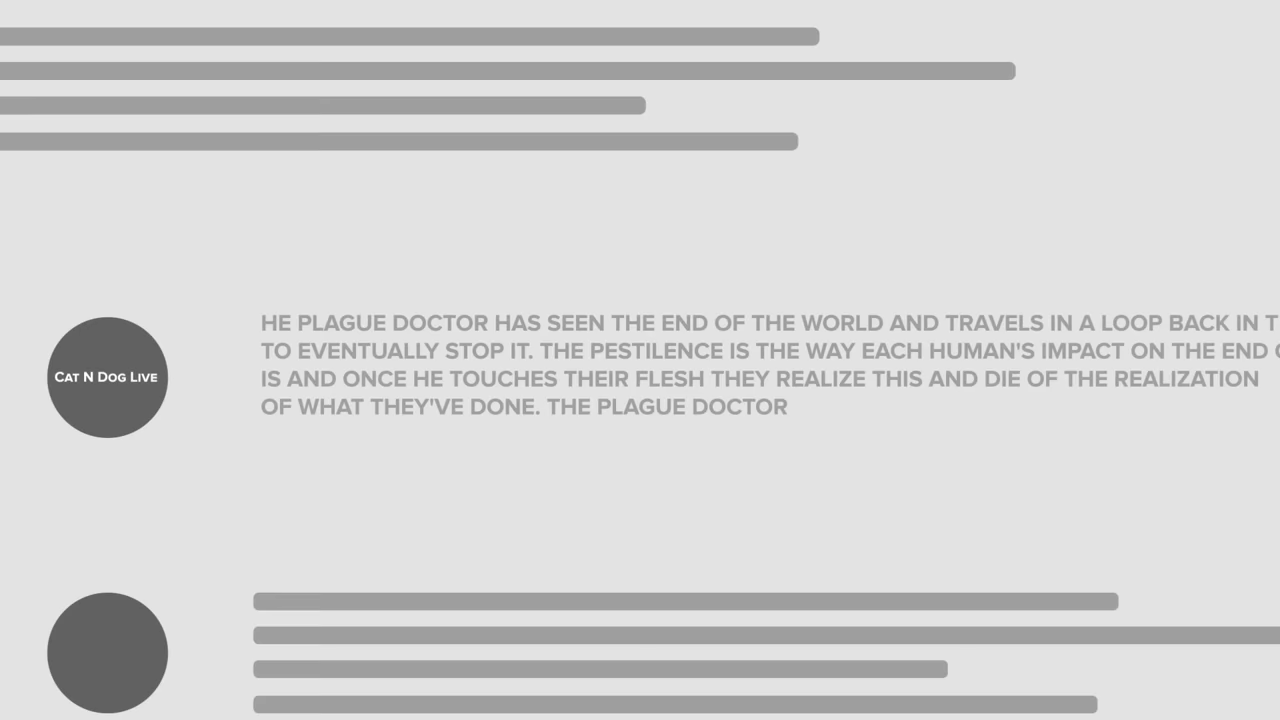 Cat N Dog Live
HE PLAGUE DOCTOR HAS SEEN THE END OF THE WORLD AND TRAVELS IN A LOOP BACK IN T
TO EVENTUALLY STOP IT. THE PESTILENCE IS THE WAY EACH HUMAN'S IMPACT ON THE END
IS AND ONCE HE TOUCHES THEIR FLESH THEY REALIZE THIS AND DIE OF THE REALIZATION
OF WHAT THEY'VE DONE. THE PLAGUE DOCTOR